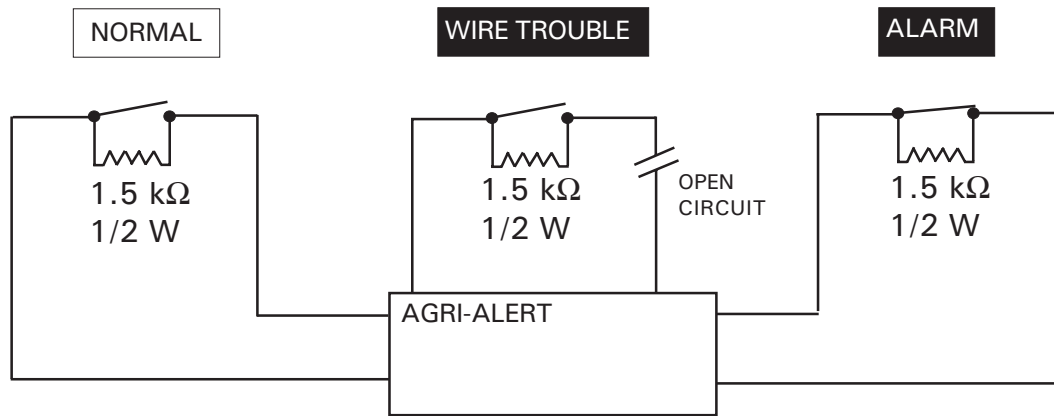 NORMAL
WIRE TROUBLE
ALARM
1.5 kΩ
1/2 W
1.5 kΩ
1/2 W
OPEN
CIRCUIT
1.5 kΩ
1/2 W
AGRI-ALERT